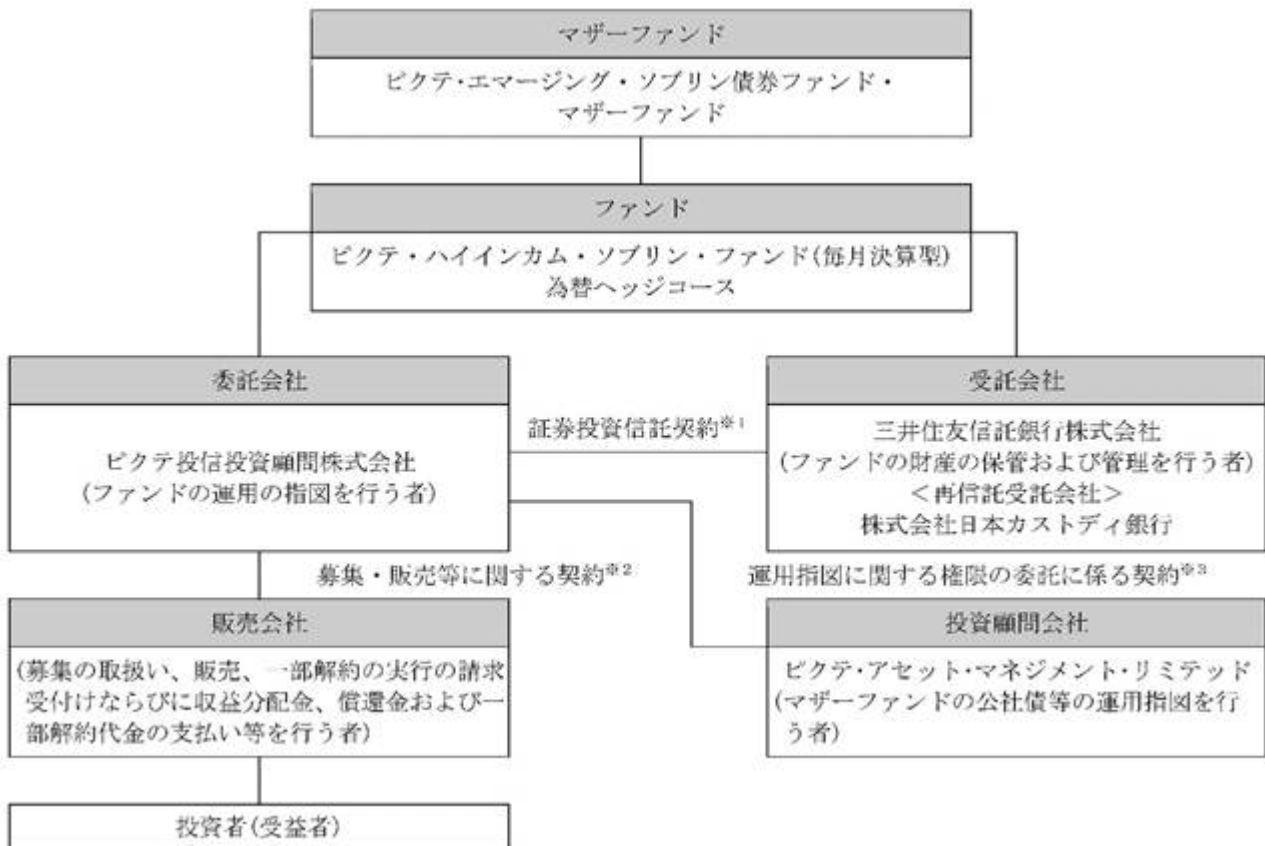 マザーファンド
ピクテ･エマージング・ソブリン債券ファンド・
マザーファンド
ファンド
ピクテ・ハイインカム・ソブリン・ファンド(毎月決算型)
為替ヘッジコース
委託会社
ピクテ投信投資顧問株式会社
(ファンドの運用の指図を行う者)
証券投資信託契約※1
受託会社
三井住友信託銀行株式会社
(ファンドの財産の保管および管理を行う者)
＜再信託受託会社＞
株式会社日本カストディ銀行
募集・販売等に関する契約※2
運用指図に関する権限の委託に係る契約※3
販売会社
(募集の取扱い、販売、一部解約の実行の請求
受付けならびに収益分配金、償還金および一
部解約代金の支払い等を行う者)
投資顧問会社
ピクテ･アセット･マネジメント･リミテッド
(マザーファンドの公社債等の運用指図を行
う者)
投資者(受益者)